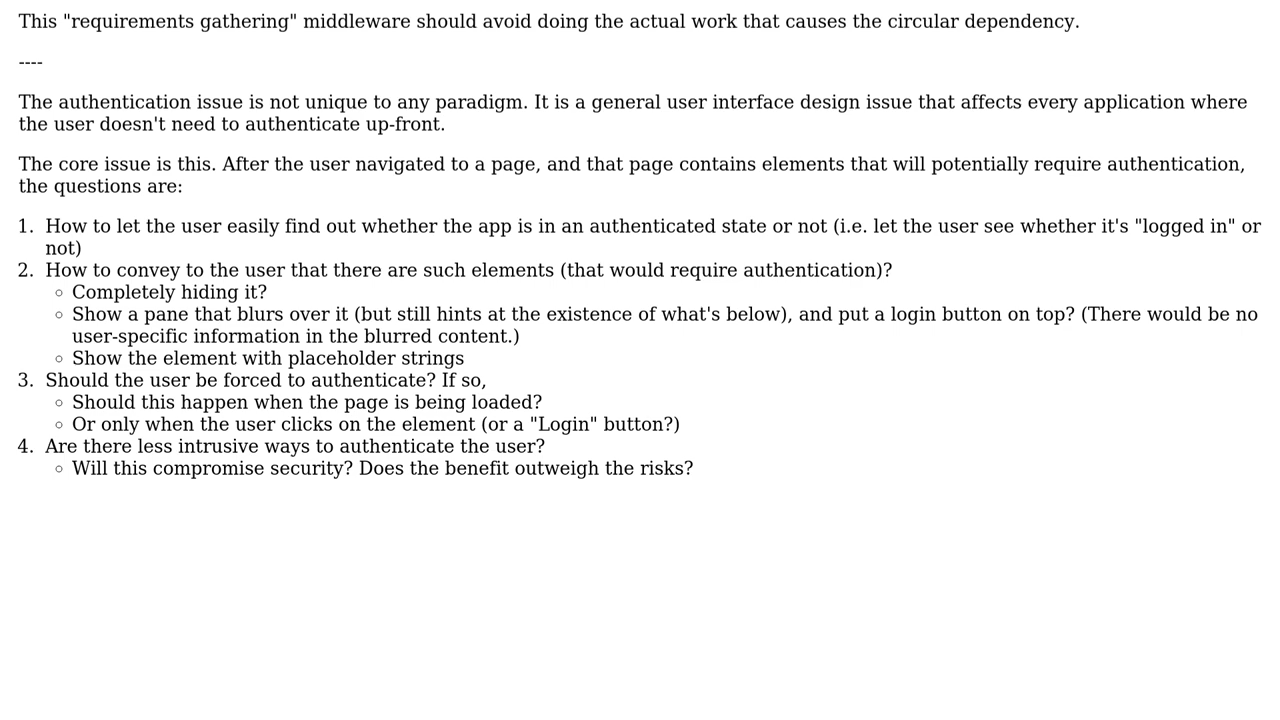 This "requirements gathering" middleware should avoid doing the actual work that causes the circular dependency.
----
The authentication issue is not unique to any paradigm. It is a general user interface design issue that affects every application where
the user doesn't need to authenticate up-front.
The core issue is this. After the user navigated to a page, and that page contains elements that will potentially require authentication,
the questions are:
1. How to let the user easily find out whether the app is in an authenticated state or not (i.e. let the user see whether it's "logged in" or
not)
2. How to convey to the user that there are such elements (that would require authentication)?
◦ Completely hiding it?
◦ Show a pane that blurs over it (but still hints at the existence of what's below), and put a login button on top? (There would be no
user-specific information in the blurred content.)
◦ Show the element with placeholder strings
3. Should the user be forced to authenticate? If so,
◦ Should this happen when the page is being loaded?
◦ Or only when the user clicks on the element (or a "Login" button?)
4. Are there less intrusive ways to authenticate the user?
◦ Will this compromise security? Does the benefit outweigh the risks?